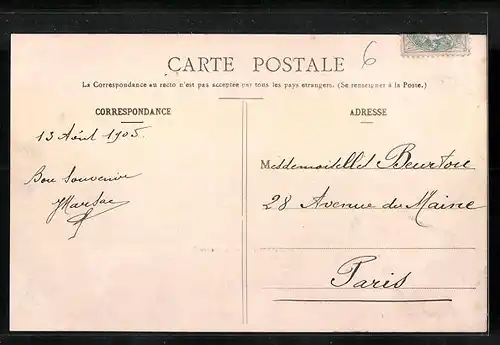 CARTE POSTALE
6
La Correspondance au recto n'est pas acceptée par tous les pays étrangers. (Se renseigner à la Poste.)
CORRESPONDANCE
13 Août 1905.
Bon souvenir
ADRESSE
Mesdemoiselles
28 Avenue du Maine
Paris